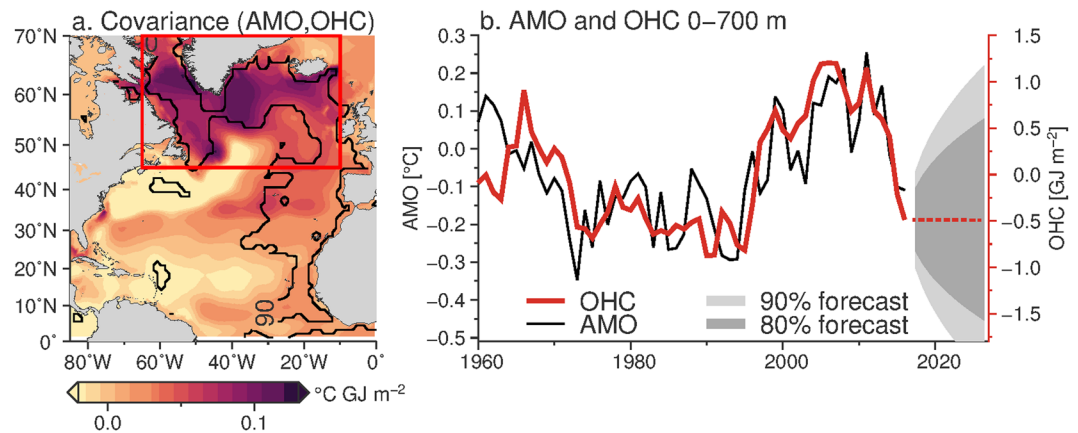 a. Covariance (AMO,OHC)
70°N
60°N
50°N
40°N
30°N
20°N
10°N
0°
80°W
60°W
40°W
20°W
0°
90
0.0
0.1
°C GJ m−2
b. AMO and OHC 0−700 m
AMO [°C]
0.3
0.2
0.1
0.0
−0.1
−0.2
−0.3
−0.4
−0.5
1960
1980
2000
2020
OHC
AMO
90% forecast
80% forecast
1.5
1.0
0.5
0.0
−0.5
−1.0
−1.5
OHC [GJ m−2]